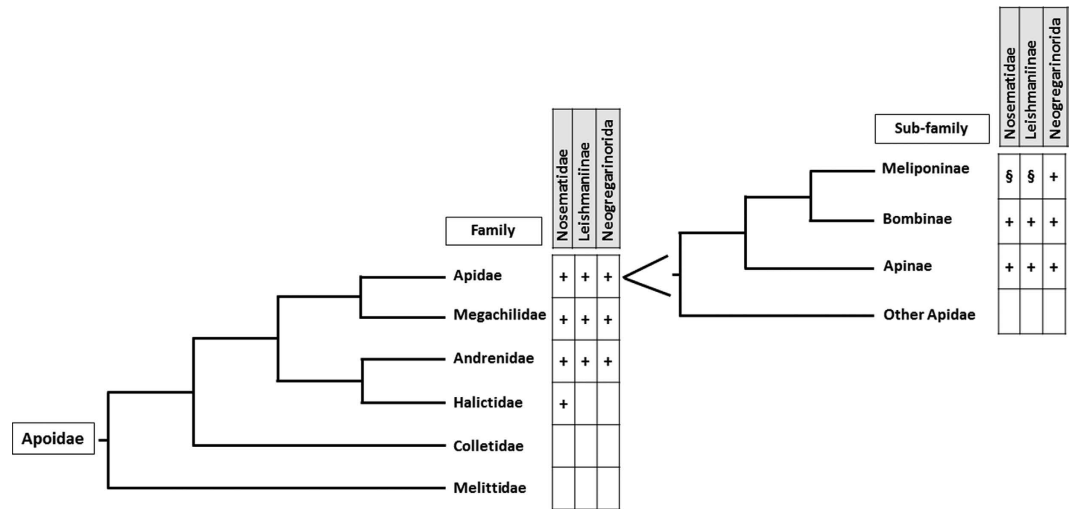 Nosematidae Leishmaniinae Neogregarinorida
Sub-family
Meliponinae § § +
Bombinae + + +
Apinae + + +
Other Apidae
Nosematidae Leishmaniinae Neogregarinorida
Family
Apidae + + +
Megachilidae + + +
Andrenidae + + +
Halictidae +
Colletidae
Melittidae
Apoidae